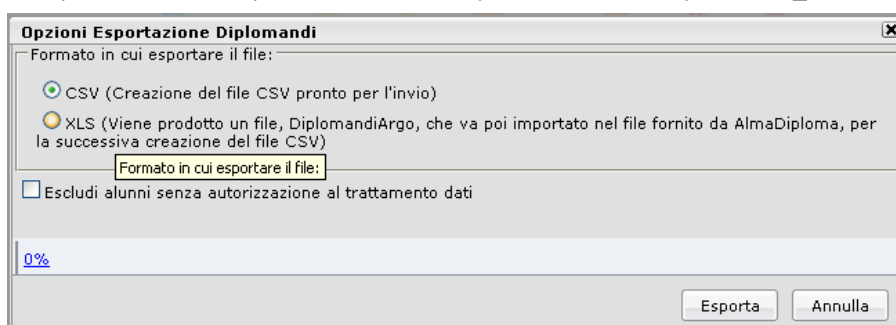 Opzioni Esportazione Diplomandi
Formato in cui esportare il file:
CSV (Creazione del file CSV pronto per l'invio)
XLS (Viene prodotto un file, DiplomandiArgo, che va poi importato nel file fornito da AlmaDiploma, per
la successiva creazione del file CSV)
Formato in cui esportare il file:
Escludi alunni senza autorizzazione al trattamento dati
0%
Esporta Annulla